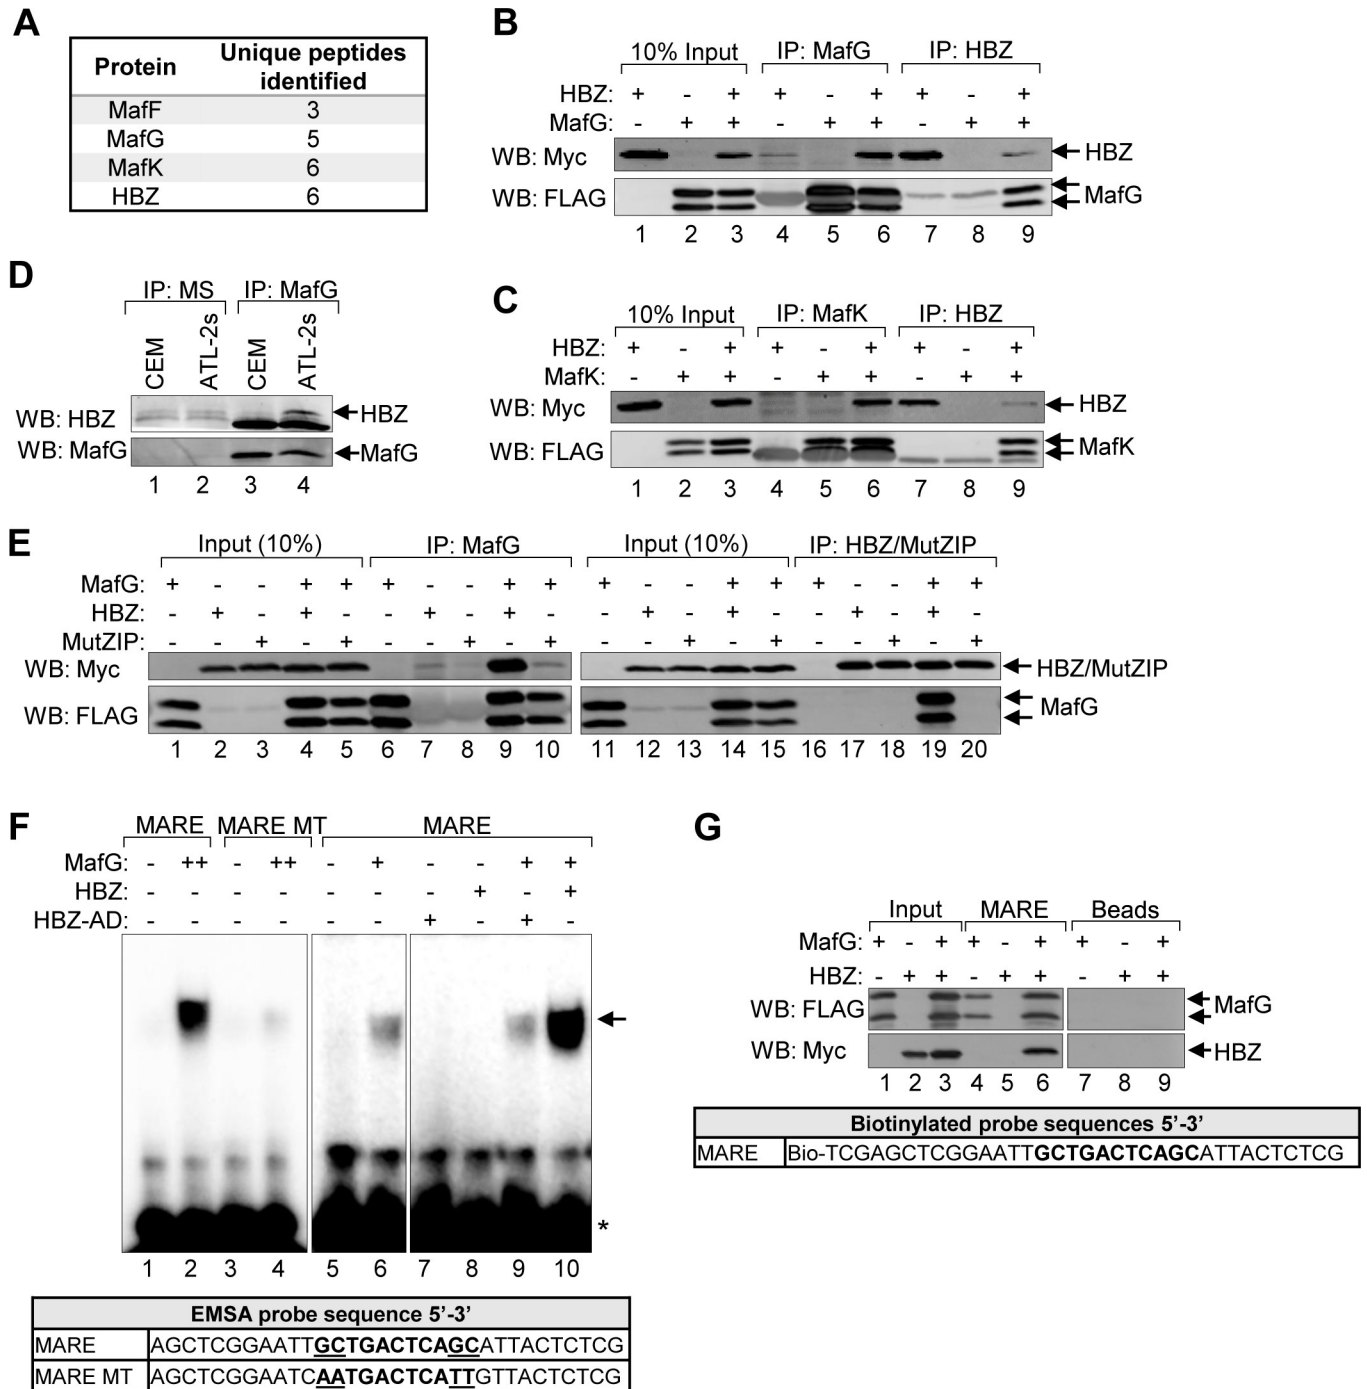 A
Protein Unique peptides identified
MafF 3
MafG 5
MafK 6
HBZ 6
B
10% Input IP: MafG IP: HBZ
HBZ: + - + + - + + - +
MafG: - + + - + + - + +
WB: Myc HBZ
WB: FLAG MafG
1 2 3 4 5 6 7 8 9
D
IP: MS IP: MafG
CEM ATL-2s CEM ATL-2s
WB: HBZ HBZ
WB: MafG MafG
1 2 3 4
C
10% Input IP: MafK IP: HBZ
HBZ: + - + + - + + - +
MafK: - + + - + + - + +
WB: Myc HBZ
WB: FLAG MafK
1 2 3 4 5 6 7 8 9
E
Input (10%) IP: MafG Input (10%) IP: HBZ/MutZIP
MafG: + - - + + + - - + + + - - + + + - - + +
HBZ: - + - + - - + - + - - + - + - - + - + -
MutZIP: - - + - + - - + - + - - + - + - - + - +
WB: Myc HBZ/MutZIP
WB: FLAG MafG
1 2 3 4 5 6 7 8 9 10 11 12 13 14 15 16 17 18 19 20
F
MARE MARE MT MARE
MafG: - ++ - ++ - + - - + +
HBZ: - - - - - - - + - +
HBZ-AD: - - - - - - + - + -
*
1 2 3 4 5 6 7 8 9 10
EMSA probe sequence 5’-3’
MARE AGCTCGGAATTGCTGACTCAGCATTACTCTCG
MARE MT AGCTCGGAATCAATGACTCATTGTTACTCTCG
G
Input MARE Beads
MafG: + - + - - + + - +
HBZ: - + + - + + - + +
WB: FLAG MafG
WB: Myc HBZ
1 2 3 4 5 6 7 8 9
Biotinylated probe sequences 5’-3’
MARE Bio-TCGAGCTCGGAATTGCTGACTCAGCATTACTCTCG